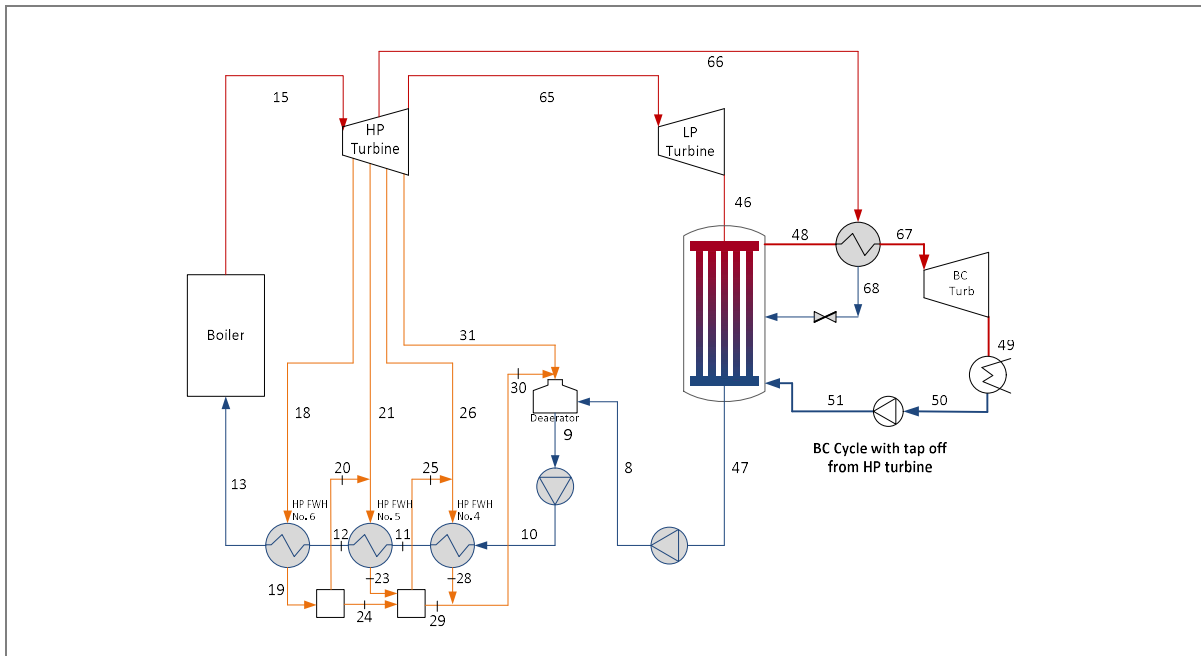 66
15
65
HP
Turbine
LP
Turbine
46
48
67
BC
Turb
68
Boiler
31
49
30
51
50
Deaerator
18
21
26
9
BC Cycle with tap off
from HP turbine
8
47
20
25
13
HP FWH
No. 6
HP FWH
No. 5
HP FWH
No. 4
12
11
10
19
23
28
24
29